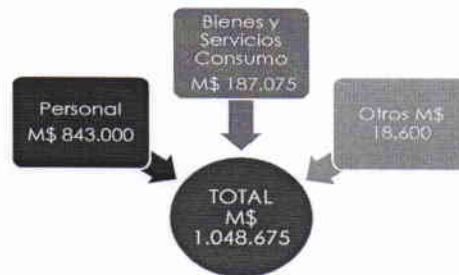 Bienes y
Servicios
Consumo
M$ 187.075
Personal
M$ 843.000
Otros M$
18.600
TOTAL
M$
1.048.675